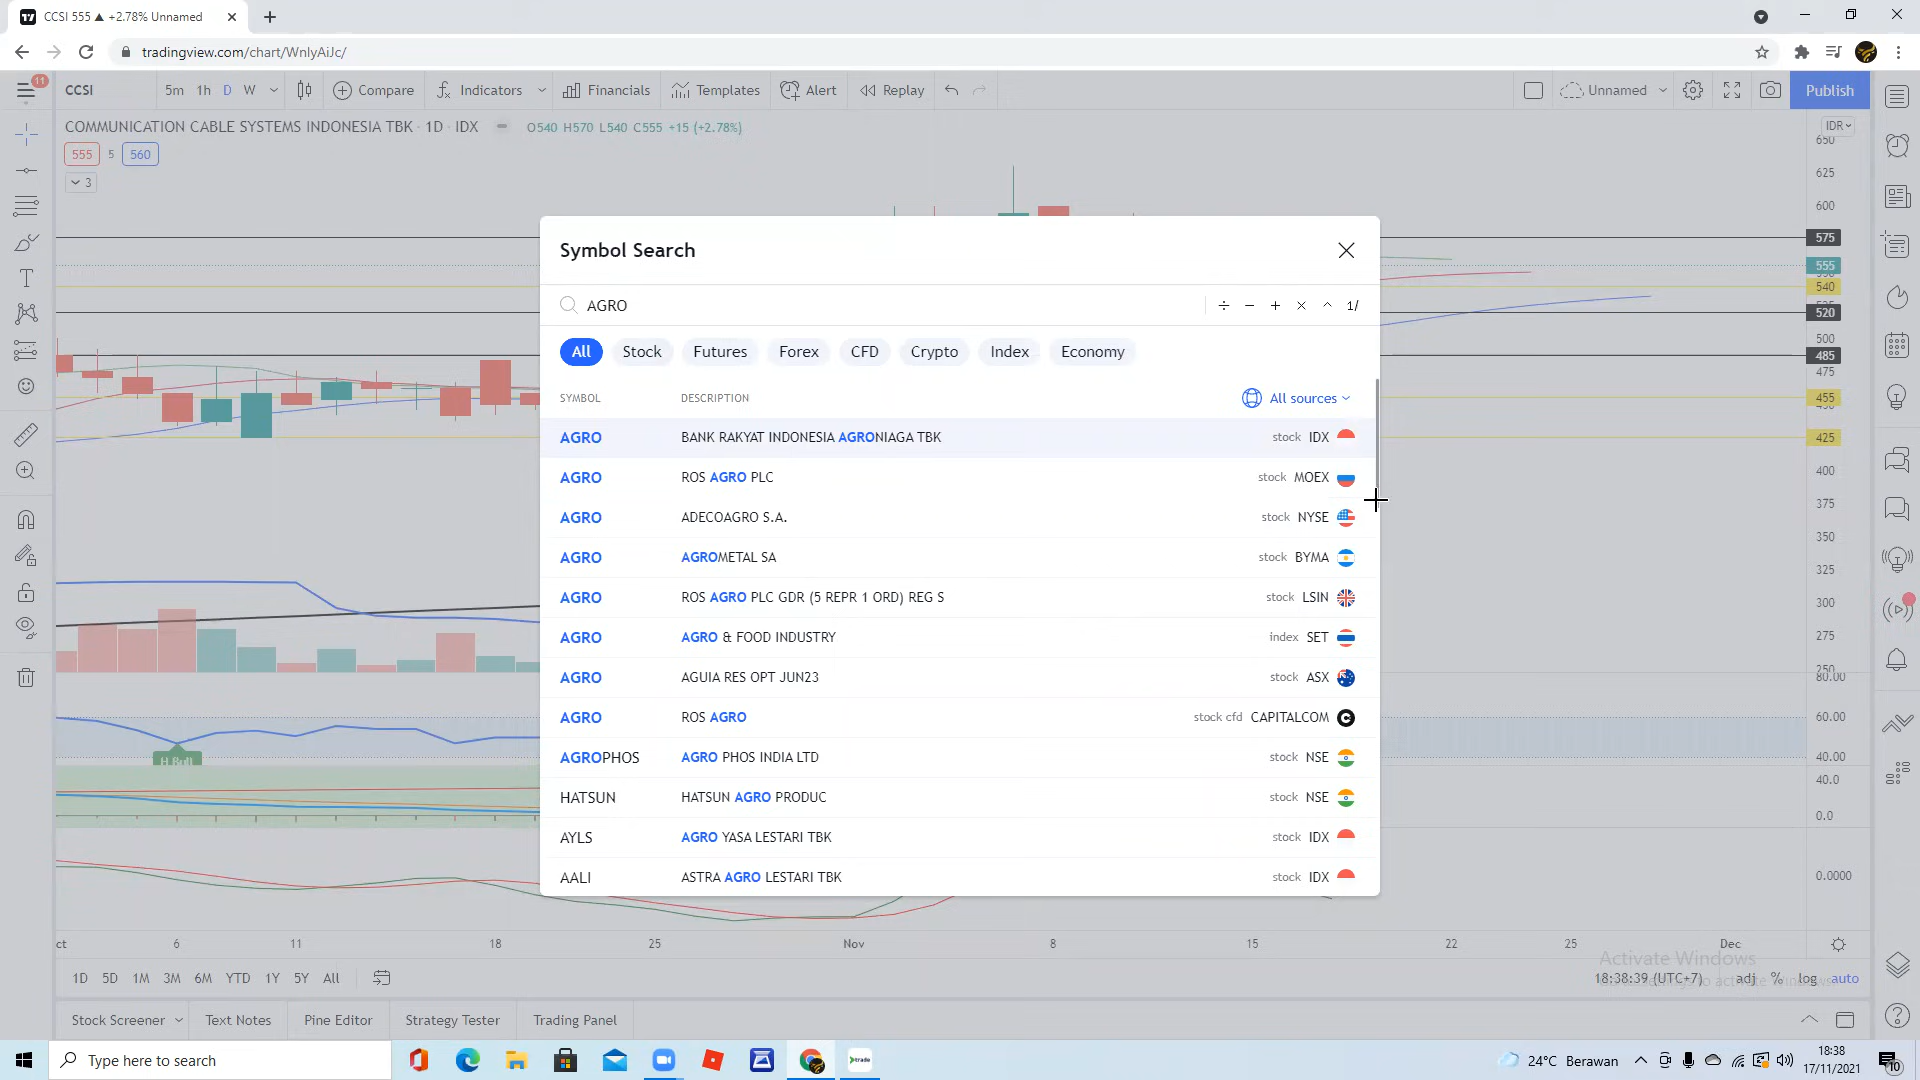 CCSI 555 ▲ +2.78% Unnamed
tradingview.com/chart/WnlyAiJc/
11
CCSI 5m 1h D W Compare Indicators Financials Templates Alert Replay Unnamed Publish
COMMUNICATION CABLE SYSTEMS INDONESIA TBK · 1D · IDX O540 H570 L540 C555 +15 (+2.78%)
IDR
555 5 560
3
650
625
600
575
555
540
520
500
485
475
455
425
400
375
350
325
300
275
250
80.00
60.00
40.00
40.0
0.0
0.0000
Symbol Search
AGRO ÷ − + × ^ 1/
All Stock Futures Forex CFD Crypto Index Economy
SYMBOL DESCRIPTION All sources
AGRO BANK RAKYAT INDONESIA AGRONIAGA TBK stock IDX
AGRO ROS AGRO PLC stock MOEX
AGRO ADECOAGRO S.A. stock NYSE
AGRO AGROMETAL SA stock BYMA
AGRO ROS AGRO PLC GDR (5 REPR 1 ORD) REG S stock LSIN
AGRO AGRO & FOOD INDUSTRY index SET
AGRO AGUIA RES OPT JUN23 stock ASX
AGRO ROS AGRO stock cfd CAPITALCOM
AGROPHOS AGRO PHOS INDIA LTD stock NSE
HATSUN HATSUN AGRO PRODUC stock NSE
AYLS AGRO YASA LESTARI TBK stock IDX
AALI ASTRA AGRO LESTARI TBK stock IDX
H Bull
ct 6 11 18 25 Nov 8 15 22 25 Dec
Activate Windows
1D 5D 1M 3M 6M YTD 1Y 5Y All 18:38:39 (UTC+7) adj % log auto
Stock Screener Text Notes Pine Editor Strategy Tester Trading Panel
Type here to search
trade
24°C Berawan
18:38
17/11/2021
10